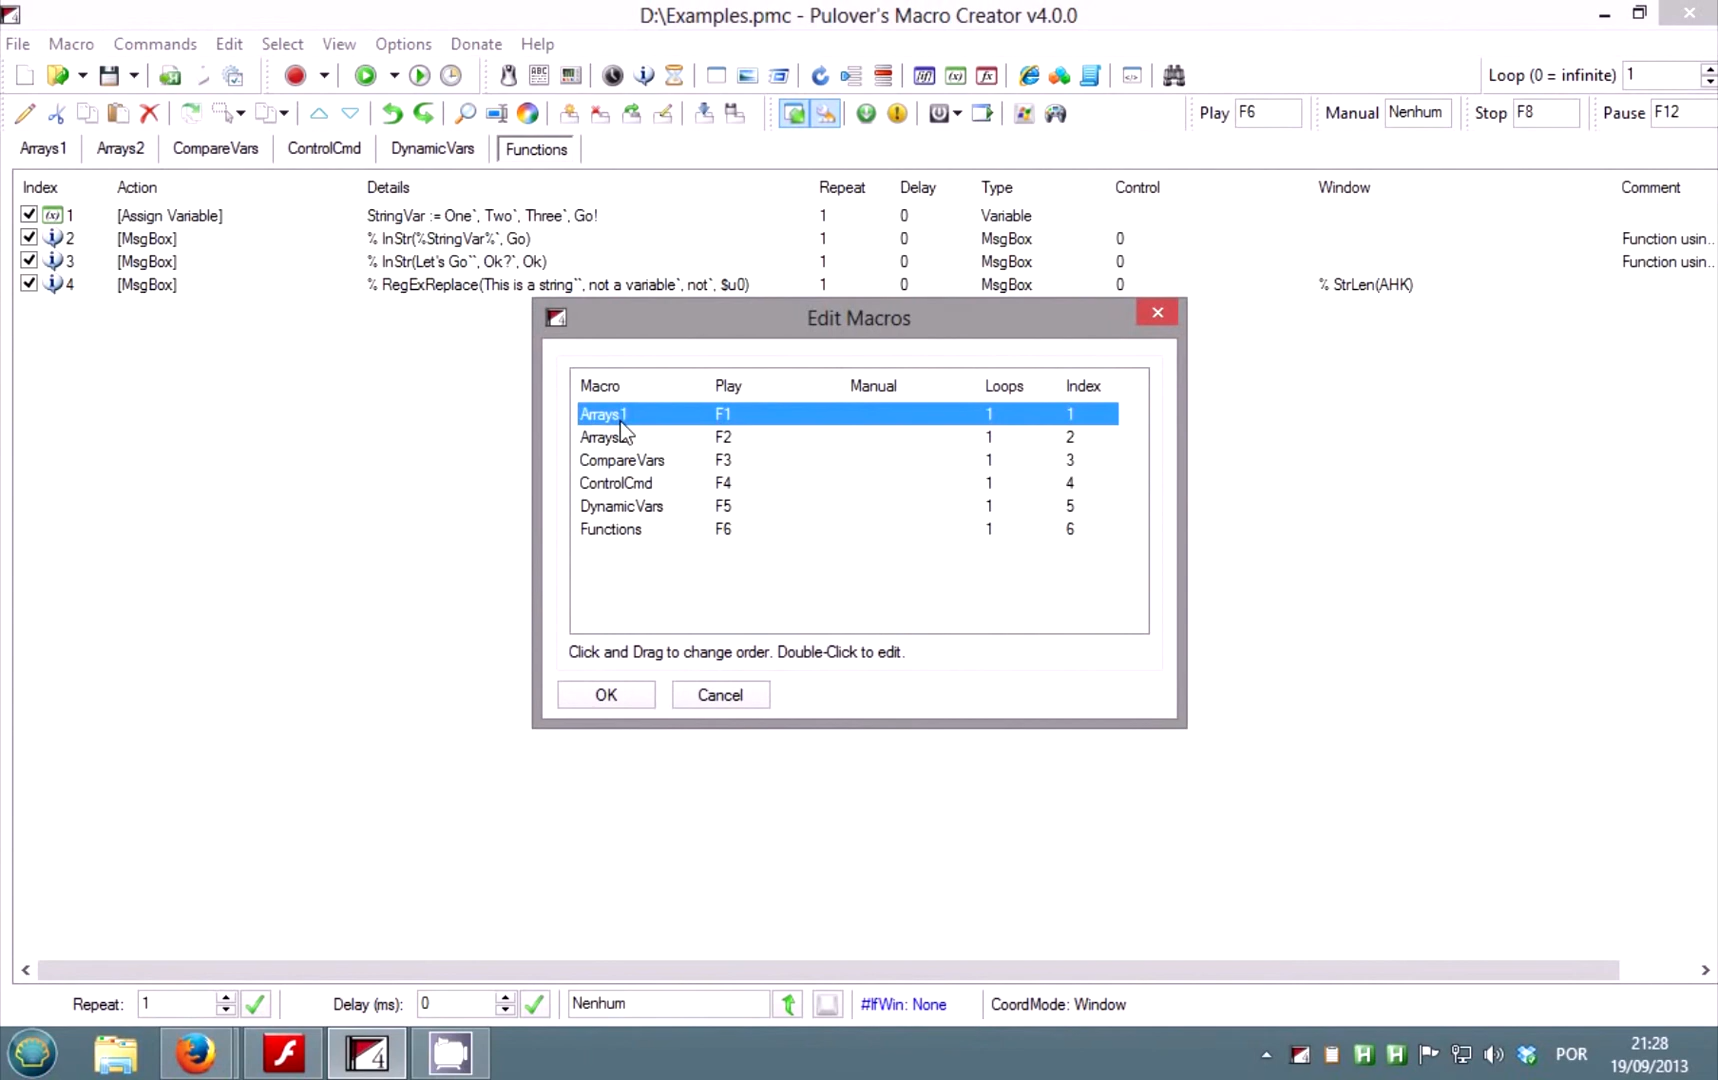 D:\Examples.pmc - Pulover's Macro Creator v4.0.0
File Macro Commands Edit Select View Options Donate Help
Loop (0 = infinite) 1
Play F6 Manual Nenhum Stop F8 Pause F12
Arrays1 Arrays2 CompareVars ControlCmd DynamicVars Functions
Index Action Details Repeat Delay Type Control Window Comment
1 [Assign Variable] StringVar := One`, Two`, Three`, Go! 1 0 Variable
2 [MsgBox] % InStr(%StringVar%`, Go) 1 0 MsgBox 0 Function usin..
3 [MsgBox] % InStr(Let's Go``, Ok?`, Ok) 1 0 MsgBox 0 Function usin..
4 [MsgBox] % RegExReplace(This is a string``, not a variable`, not`, $u0) 1 0 MsgBox 0 % StrLen(AHK)
Edit Macros
Macro Play Manual Loops Index
Arrays1 F1 1 1
Arrays F2 1 2
CompareVars F3 1 3
ControlCmd F4 1 4
DynamicVars F5 1 5
Functions F6 1 6
Click and Drag to change order. Double-Click to edit.
OK Cancel
Repeat: 1 Delay (ms): 0 Nenhum #IfWin: None CoordMode: Window
POR
21:28
19/09/2013